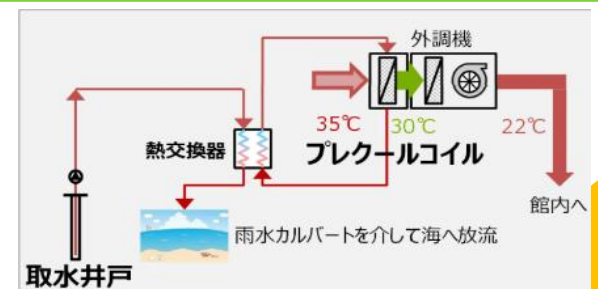 外調機
35℃
30℃
22℃
熱交換器
プレクールコイル
館内へ
雨水カルバートを介して海へ放流
取水井戸